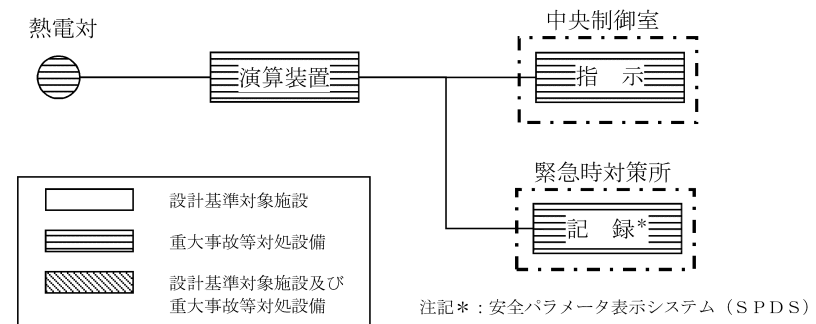 中央制御室
熱電対
演算装置
指　示
緊急時対策所
記　録*
設計基準対象施設
重大事故等対処設備
設計基準対象施設及び
重大事故等対処設備
注記＊：安全パラメータ表示システム（ＳＰＤＳ）